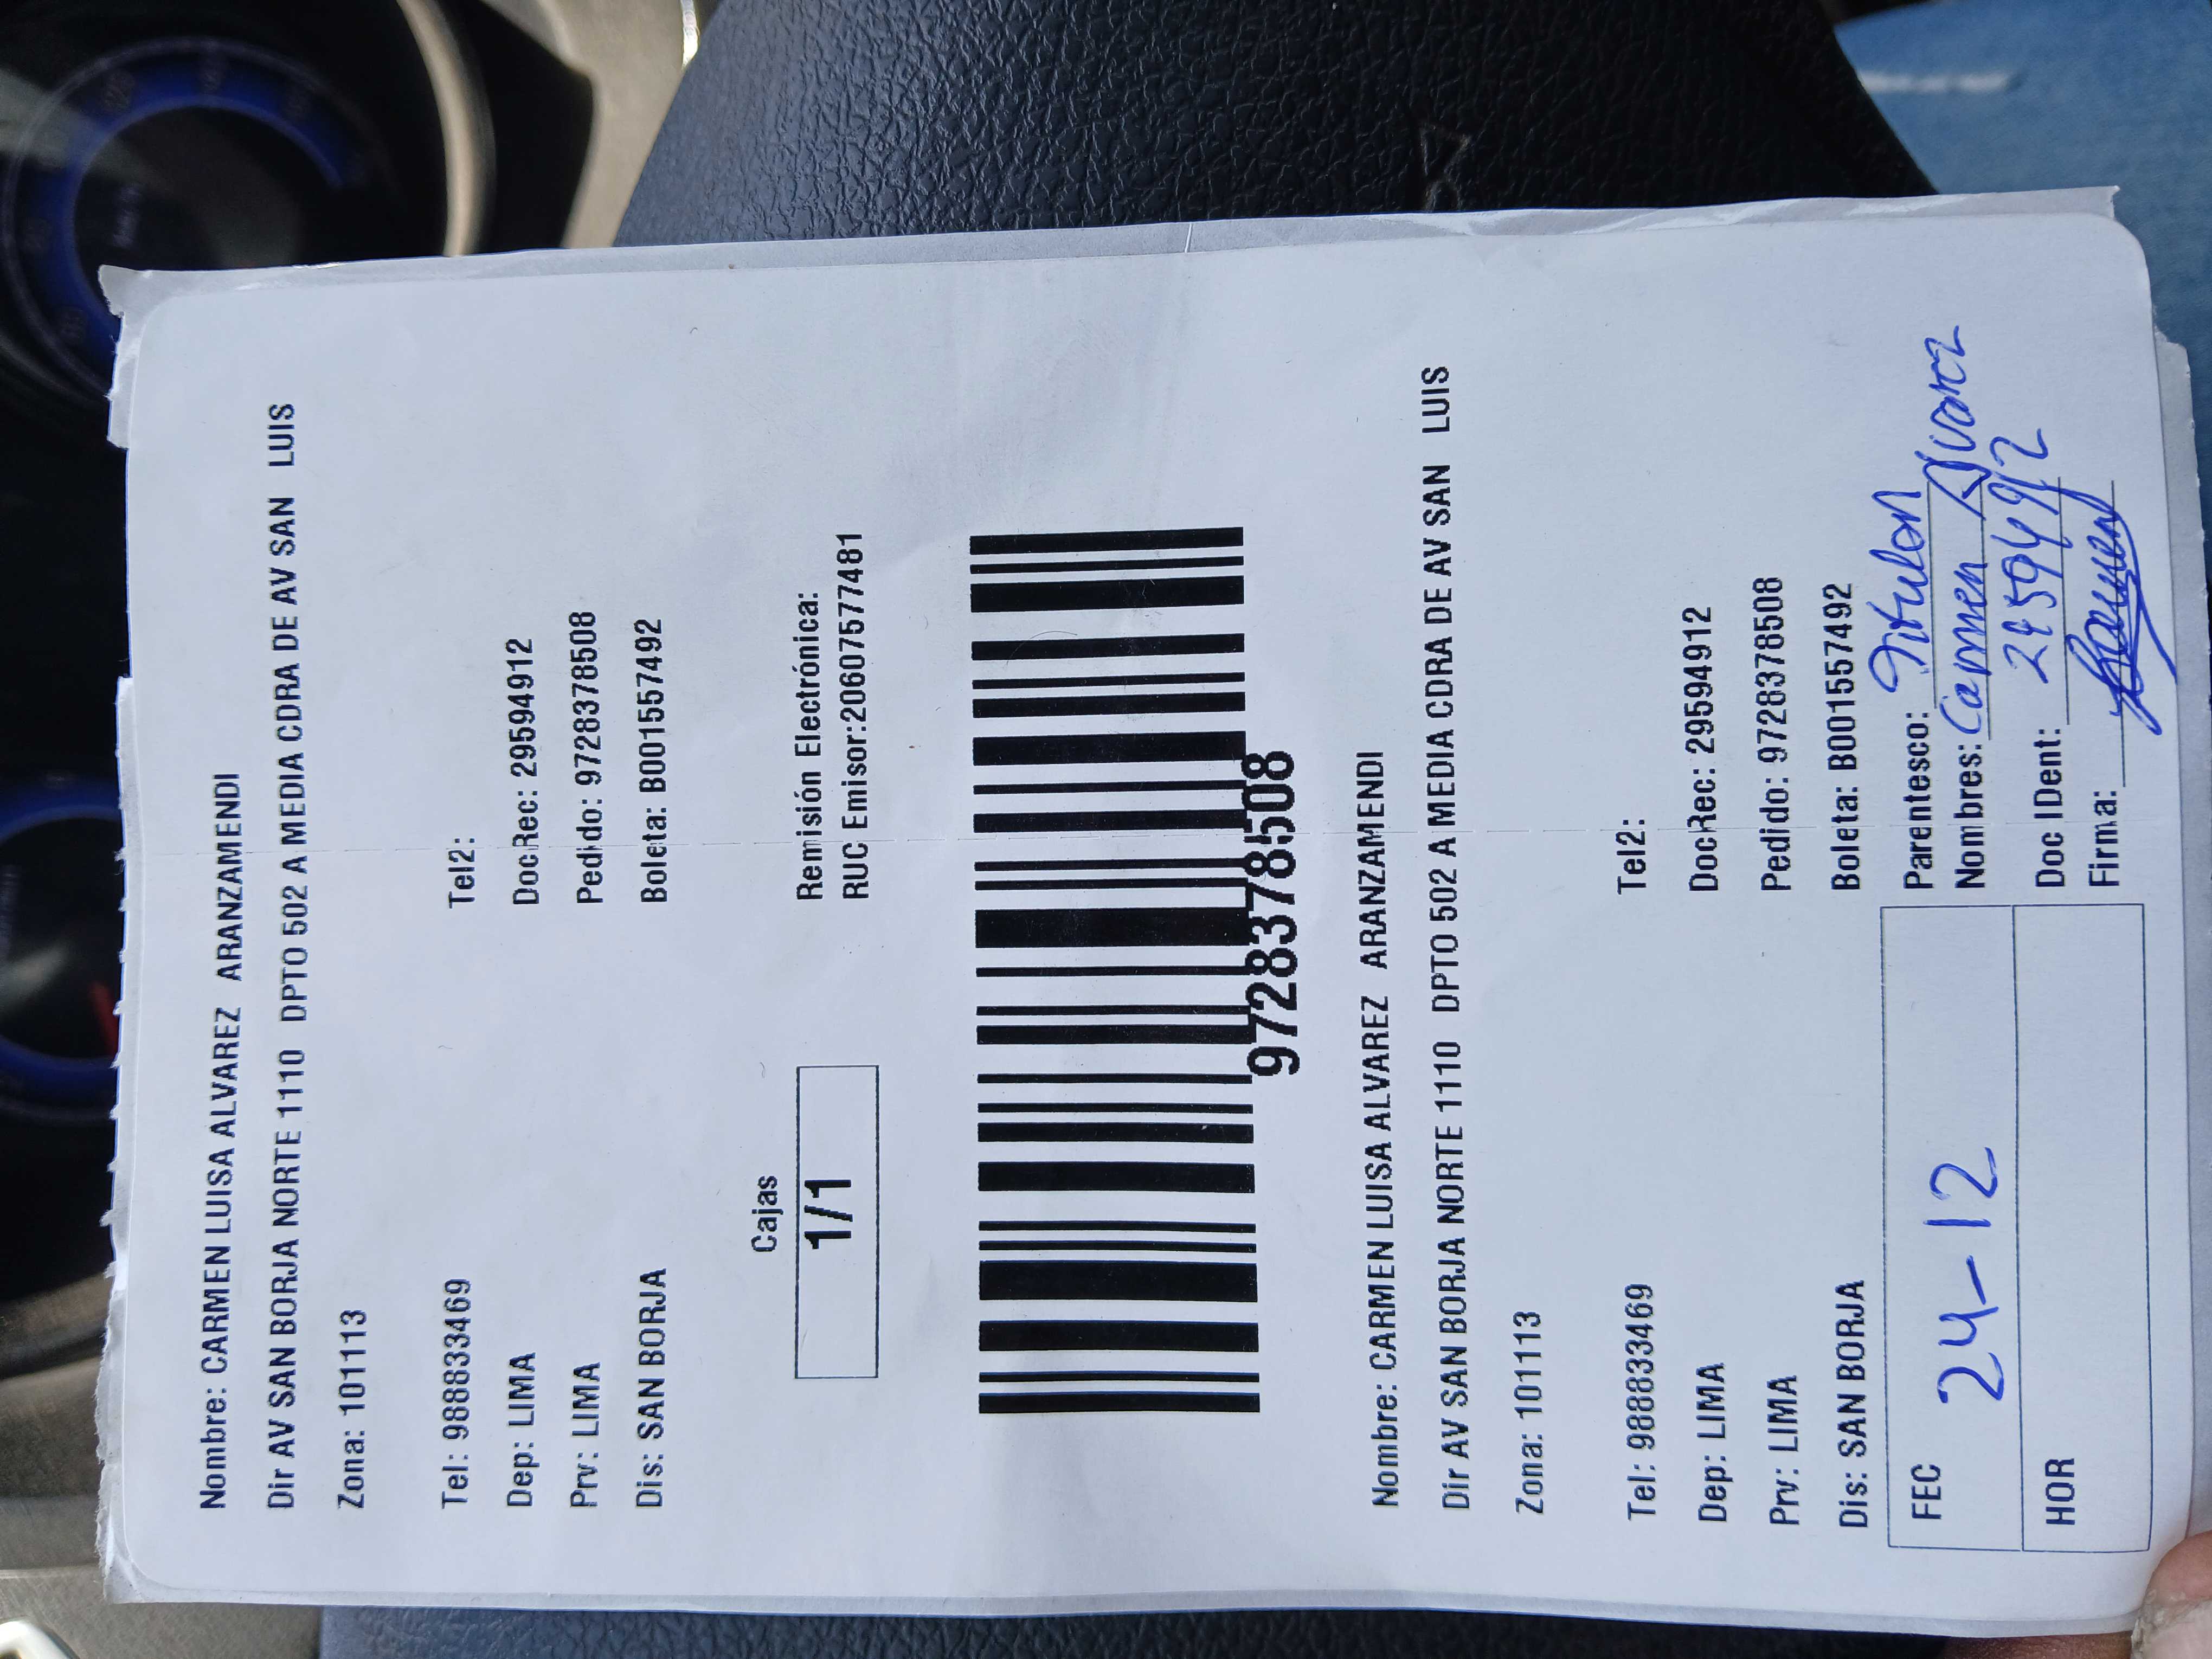 Nombre: CARMEN LUISA ALVAREZ ARANZAMENDI
Dir AV SAN BORJA NORTE 1110 DPTO 502 A MEDIA CDRA DE AV SAN LUIS
Zona: 101113
Tel: 988833469 Tel2:
Dep: LIMA DocRec: 29594912
Prv: LIMA Pedido: 9728378508
Dis: SAN BORJA Boleta: B001557492
Cajas
1/1
Remisión Electrónica:
RUC Emisor:20607577481
9728378508
Nombre: CARMEN LUISA ALVAREZ ARANZAMENDI
Dir AV SAN BORJA NORTE 1110 DPTO 502 A MEDIA CDRA DE AV SAN LUIS
Zona: 101113
Tel: 988833469 Tel2:
Dep: LIMA DocRec: 29594912
Prv: LIMA Pedido: 9728378508
Dis: SAN BORJA Boleta: B001557492
FEC 24-12
HOR
Parentesco: Titular
Nombres: Carmen Alvarez
Doc IDent:
Firma: